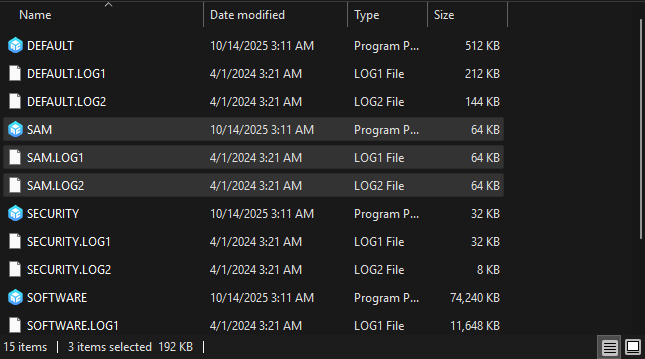 Name Date modified Type Size
DEFAULT 10/14/2025 3:11 AM Program P... 512 KB
DEFAULT.LOG1 4/1/2024 3:21 AM LOG1 File 212 KB
DEFAULT.LOG2 4/1/2024 3:21 AM LOG2 File 144 KB
SAM 10/14/2025 3:11 AM Program P... 64 KB
SAM.LOG1 4/1/2024 3:21 AM LOG1 File 64 KB
SAM.LOG2 4/1/2024 3:21 AM LOG2 File 64 KB
SECURITY 10/14/2025 3:11 AM Program P... 32 KB
SECURITY.LOG1 4/1/2024 3:21 AM LOG1 File 32 KB
SECURITY.LOG2 4/1/2024 3:21 AM LOG2 File 8 KB
SOFTWARE 10/14/2025 3:11 AM Program P... 74,240 KB
SOFTWARE.LOG1 4/1/2024 3:21 AM LOG1 File 11,648 KB
15 items 3 items selected 192 KB